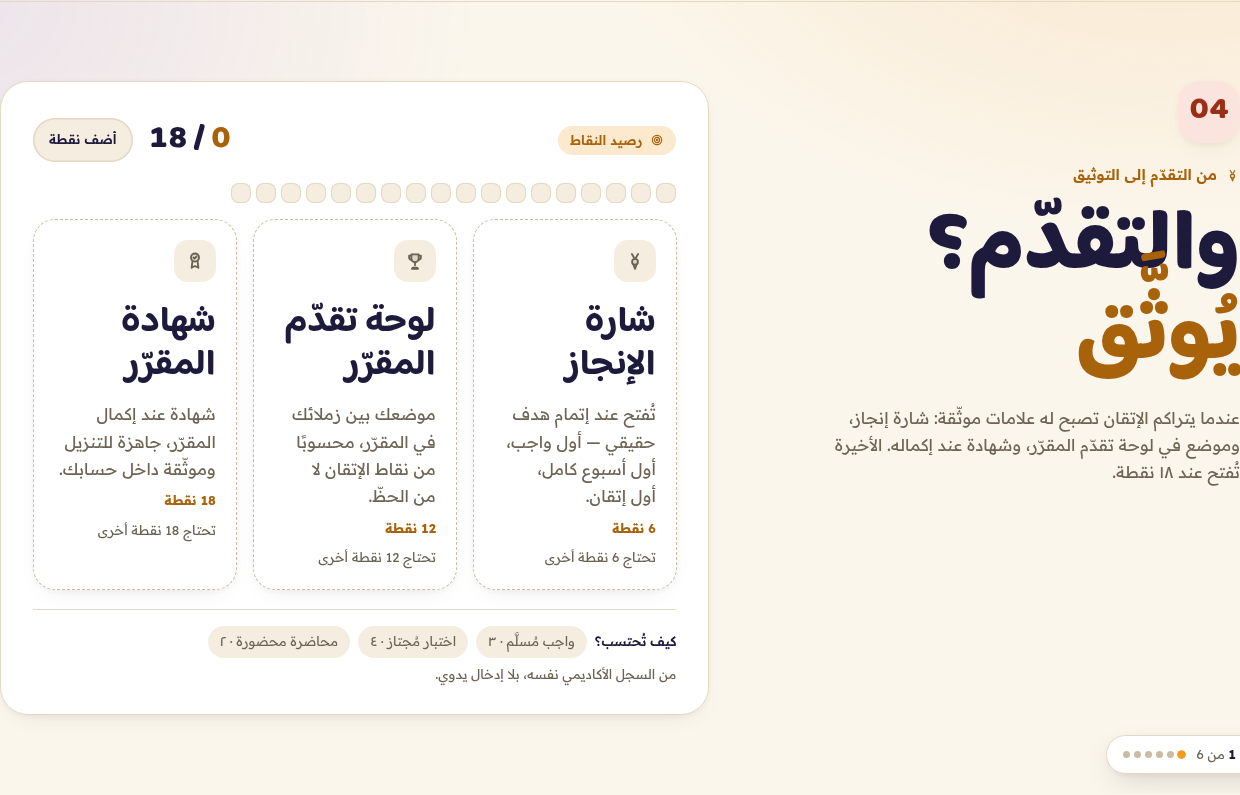 04
من التقدّم إلى التوثيق
والتقدّم؟
يُوثَّق
عندما يتراكم الإتقان تصبح له علامات موثّقة: شارة إنجاز،
وموضع في لوحة تقدّم المقرّر، وشهادة عند إكماله. الأخيرة
تُفتح عند ١٨ نقطة.
رصيد النقاط
0 / 18
أضف نقطة
شارة
الإنجاز
تُفتح عند إتمام هدف
حقيقي — أول واجب،
أول أسبوع كامل،
أول إتقان.
6 نقطة
تحتاج 6 نقطة أخرى
لوحة تقدّم
المقرّر
موضعك بين زملائك
في المقرّر، محسوبًا
من نقاط الإتقان لا
من الحظّ.
12 نقطة
تحتاج 12 نقطة أخرى
شهادة
المقرّر
شهادة عند إكمال
المقرّر، جاهزة للتنزيل
وموثّقة داخل حسابك.
18 نقطة
تحتاج 18 نقطة أخرى
كيف تُحتسب؟
واجب مُسلَّم٣٠
اختبار مُجتاز٤٠
محاضرة محضورة٢٠
من السجل الأكاديمي نفسه، بلا إدخال يدوي.
1 من 6